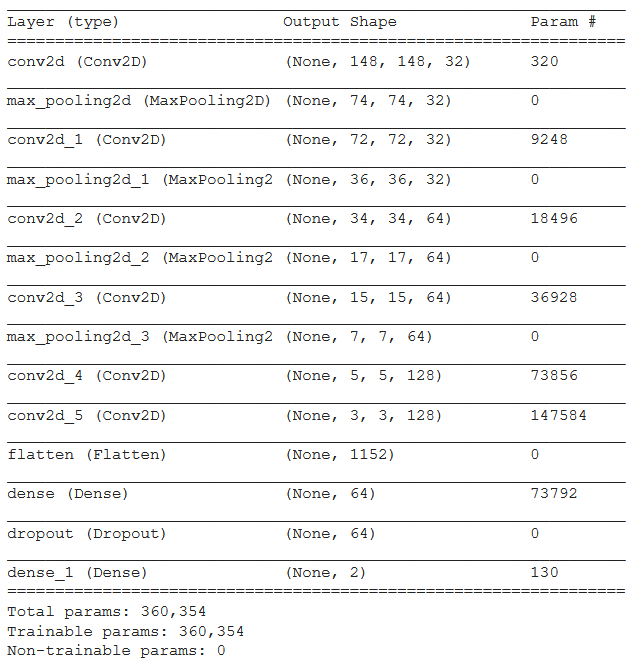 Layer (type) Output Shape Param #
conv2d (Conv2D) (None, 148, 148, 32) 320
max_pooling2d (MaxPooling2D) (None, 74, 74, 32) 0
conv2d_1 (Conv2D) (None, 72, 72, 32) 9248
max_pooling2d_1 (MaxPooling2 (None, 36, 36, 32) 0
conv2d_2 (Conv2D) (None, 34, 34, 64) 18496
max_pooling2d_2 (MaxPooling2 (None, 17, 17, 64) 0
conv2d_3 (Conv2D) (None, 15, 15, 64) 36928
max_pooling2d_3 (MaxPooling2 (None, 7, 7, 64) 0
conv2d_4 (Conv2D) (None, 5, 5, 128) 73856
conv2d_5 (Conv2D) (None, 3, 3, 128) 147584
flatten (Flatten) (None, 1152) 0
dense (Dense) (None, 64) 73792
dropout (Dropout) (None, 64) 0
dense_1 (Dense) (None, 2) 130
Total params: 360,354
Trainable params: 360,354
Non-trainable params: 0